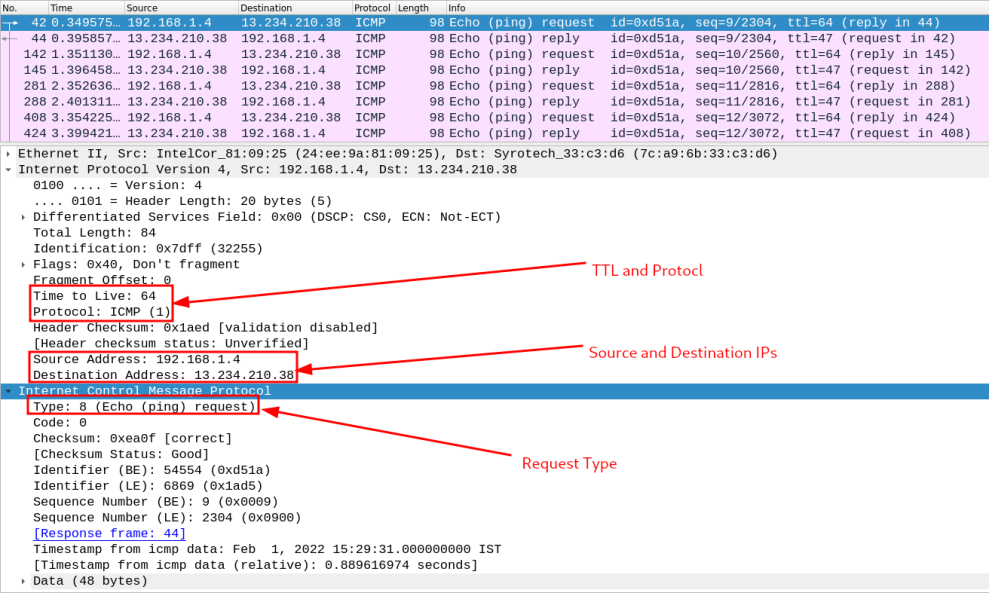 No. Time Source Destination Protocol Length Info
42 0.349575… 192.168.1.4 13.234.210.38 ICMP 98 Echo (ping) request id=0xd51a, seq=9/2304, ttl=64 (reply in 44)
44 0.395857… 13.234.210.38 192.168.1.4 ICMP 98 Echo (ping) reply id=0xd51a, seq=9/2304, ttl=47 (request in 42)
142 1.351130… 192.168.1.4 13.234.210.38 ICMP 98 Echo (ping) request id=0xd51a, seq=10/2560, ttl=64 (reply in 145)
145 1.396458… 13.234.210.38 192.168.1.4 ICMP 98 Echo (ping) reply id=0xd51a, seq=10/2560, ttl=47 (request in 142)
281 2.352636… 192.168.1.4 13.234.210.38 ICMP 98 Echo (ping) request id=0xd51a, seq=11/2816, ttl=64 (reply in 288)
288 2.401311… 13.234.210.38 192.168.1.4 ICMP 98 Echo (ping) reply id=0xd51a, seq=11/2816, ttl=47 (request in 281)
408 3.354225… 192.168.1.4 13.234.210.38 ICMP 98 Echo (ping) request id=0xd51a, seq=12/3072, ttl=64 (reply in 424)
424 3.399421… 13.234.210.38 192.168.1.4 ICMP 98 Echo (ping) reply id=0xd51a, seq=12/3072, ttl=47 (request in 408)
Ethernet II, Src: IntelCor_81:09:25 (24:ee:9a:81:09:25), Dst: Syrotech_33:c3:d6 (7c:a9:6b:33:c3:d6)
Internet Protocol Version 4, Src: 192.168.1.4, Dst: 13.234.210.38
0100 .... = Version: 4
.... 0101 = Header Length: 20 bytes (5)
Differentiated Services Field: 0x00 (DSCP: CS0, ECN: Not-ECT)
Total Length: 84
Identification: 0x7dff (32255)
Flags: 0x40, Don't fragment
Fragment Offset: 0
Time to Live: 64
TTL and Protocl
Protocol: ICMP (1)
Header Checksum: 0x1aed [validation disabled]
[Header checksum status: Unverified]
Source Address: 192.168.1.4
Source and Destination IPs
Destination Address: 13.234.210.38
Internet Control Message Protocol
Type: 8 (Echo (ping) request)
Request Type
Code: 0
Checksum: 0xea0f [correct]
[Checksum Status: Good]
Identifier (BE): 54554 (0xd51a)
Identifier (LE): 6869 (0x1ad5)
Sequence Number (BE): 9 (0x0009)
Sequence Number (LE): 2304 (0x0900)
[Response frame: 44]
Timestamp from icmp data: Feb  1, 2022 15:29:31.000000000 IST
[Timestamp from icmp data (relative): 0.889616974 seconds]
Data (48 bytes)